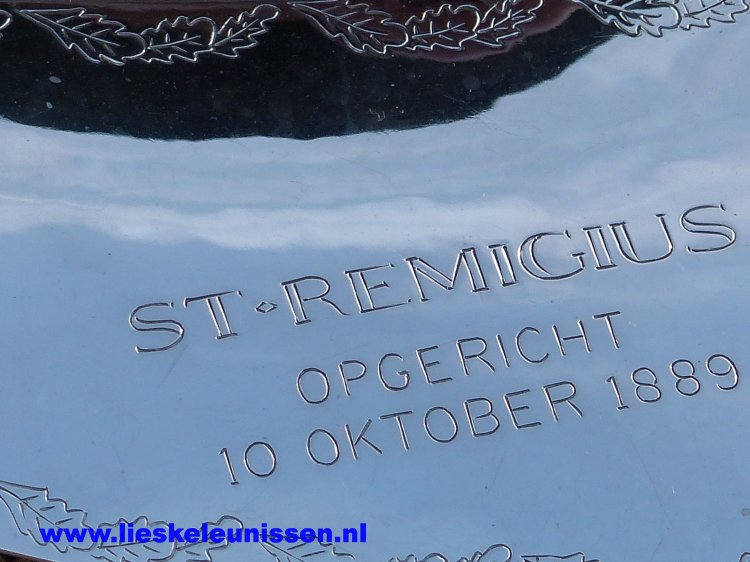 ST◇REMIGIUS
OPGERICHT
10 OKTOBER 1889
www.lieskeleunissen.nl